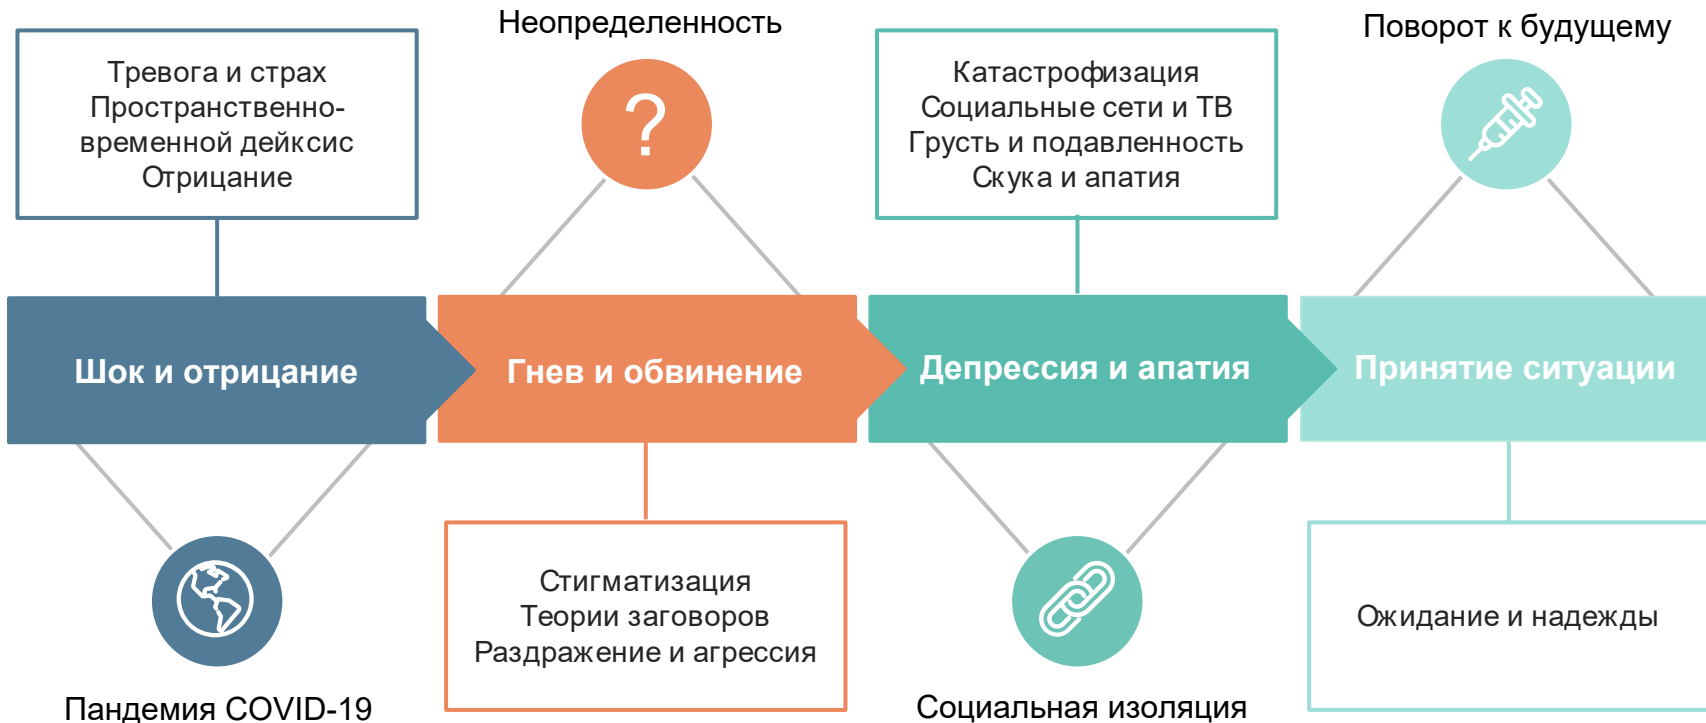 Неопределенность
Поворот к будущему
Тревога и страх
Пространственно-
временной дейксис
Отрицание
?
Катастрофизация
Социальные сети и ТВ
Грусть и подавленность
Скука и апатия
Шок и отрицание
Гнев и обвинение
Депрессия и апатия
Принятие ситуации
Стигматизация
Теории заговоров
Раздражение и агрессия
Ожидание и надежды
Пандемия COVID-19
Социальная изоляция